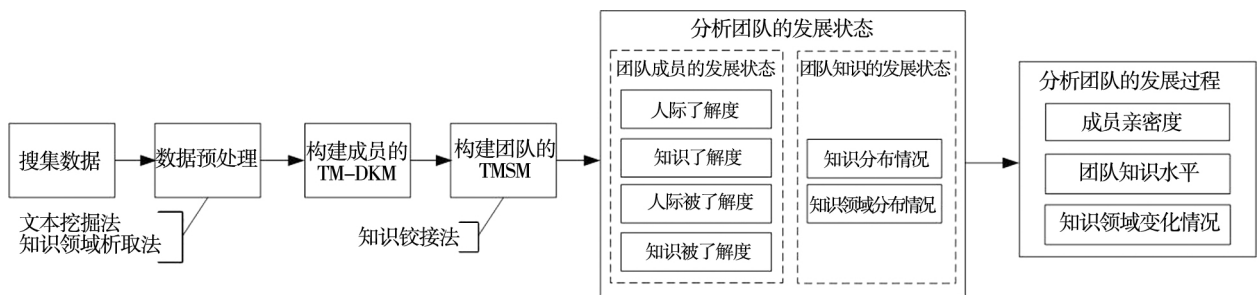 搜集数据
数据预处理
文本挖掘法
知识领域析取法
构建成员的
TM-DKM
构建团队的
TMSM
知识铰接法
分析团队的发展状态
团队成员的发展状态
人际了解度
知识了解度
人际被了解度
知识被了解度
团队知识的发展状态
知识分布情况
知识领域分布情况
分析团队的发展过程
成员亲密度
团队知识水平
知识领域变化情况